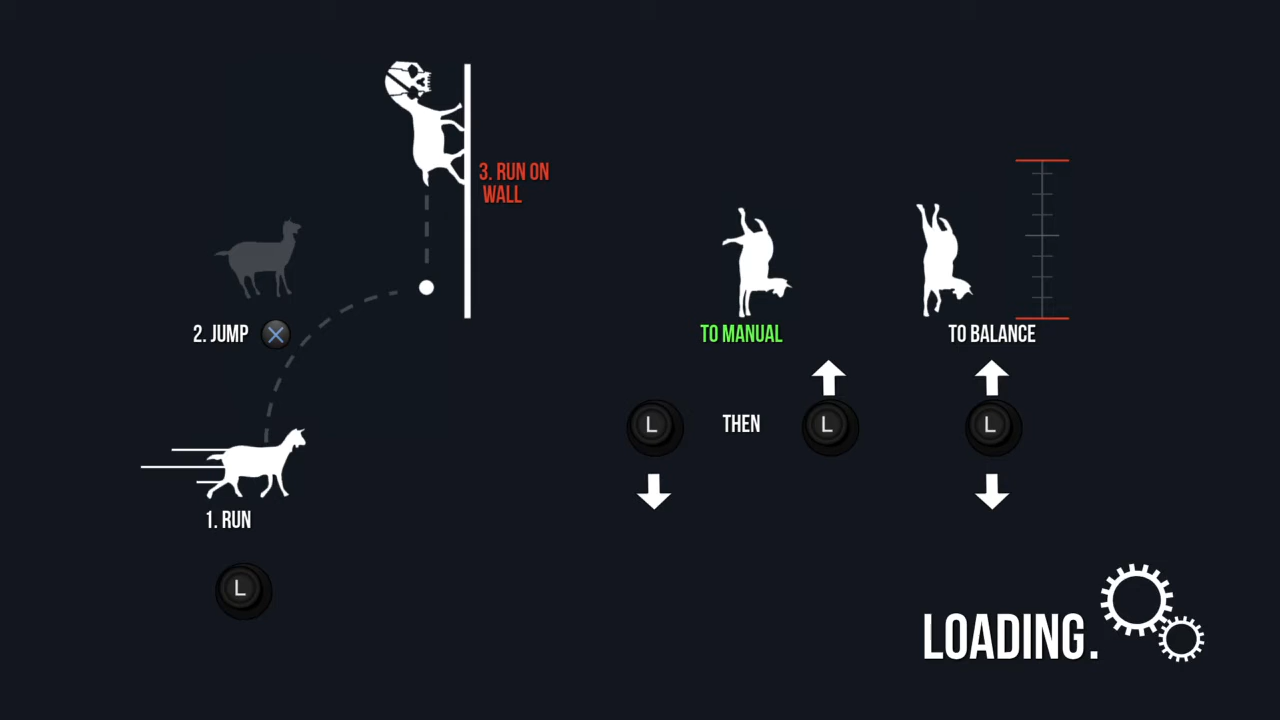 3. RUN ON
WALL
2. JUMP
1. RUN
L
TO MANUAL
L THEN L
TO BALANCE
L
LOADING.